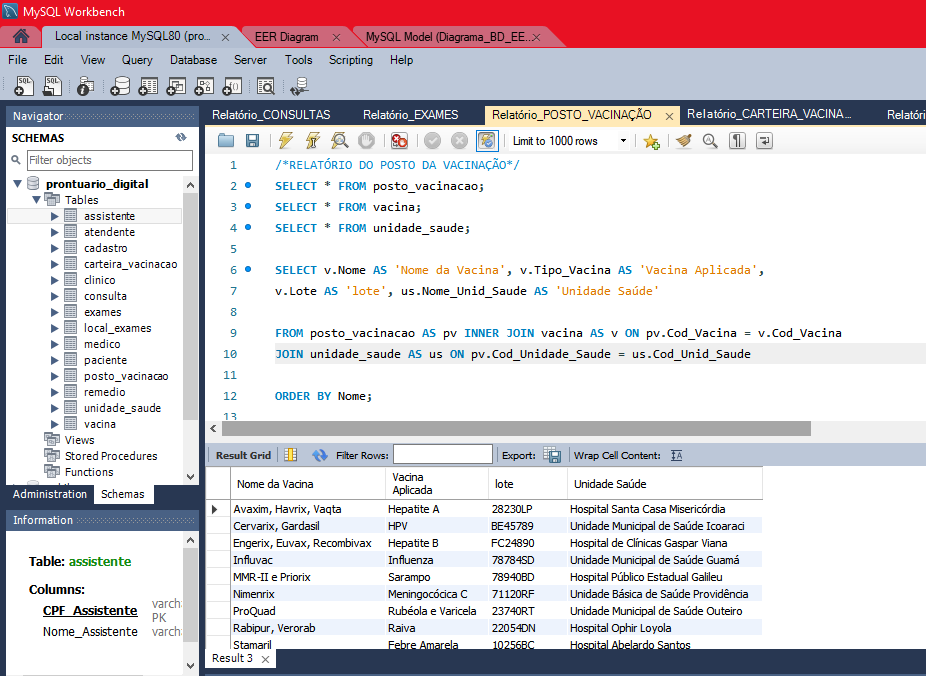 MySQL Workbench
Local instance MySQL80 (pro... ×
EER Diagram ×
MySQL Model (Diagrama_BD_EE... ×
File Edit View Query Database Server Tools Scripting Help
Navigator
SCHEMAS
Filter objects
prontuario_digital
Tables
assistente
atendente
cadastro
carteira_vacinacao
clinico
consulta
exames
local_exames
medico
paciente
posto_vacinacao
remedio
unidade_saude
vacina
Views
Stored Procedures
Functions
Administration Schemas
Information
Table: assistente
Columns:
CPF_Assistente varch
PK
Nome_Assistente varch
Relatório_CONSULTAS Relatório_EXAMES Relatório_POSTO_VACINAÇÃO × Relatório_CARTEIRA_VACINA... Relatóri
Limit to 1000 rows
1 /*RELATÓRIO DO POSTO DA VACINAÇÃO*/
2 SELECT * FROM posto_vacinacao;
3 SELECT * FROM vacina;
4 SELECT * FROM unidade_saude;
5
6 SELECT v.Nome AS 'Nome da Vacina', v.Tipo_Vacina AS 'Vacina Aplicada',
7 v.Lote AS 'lote', us.Nome_Unid_Saude AS 'Unidade Saúde'
8
9 FROM posto_vacinacao AS pv INNER JOIN vacina AS v ON pv.Cod_Vacina = v.Cod_Vacina
10 JOIN unidade_saude AS us ON pv.Cod_Unidade_Saude = us.Cod_Unid_Saude
11
12 ORDER BY Nome;
13
Result Grid Filter Rows: Export: Wrap Cell Content:
Nome da Vacina Vacina Aplicada lote Unidade Saúde
Avaxim, Havrix, Vaqta Hepatite A 28230LP Hospital Santa Casa Misericórdia
Cervarix, Gardasil HPV BE45789 Unidade Municipal de Saúde Icoaraci
Engerix, Euvax, Recombivax Hepatite B FC24890 Hospital de Clínicas Gaspar Viana
Influvac Influenza 78784SD Unidade Municipal de Saúde Guamá
MMR-II e Priorix Sarampo 78940BD Hospital Público Estadual Galileu
Nimenrix Meningocócica C 71120RF Unidade Básica de Saúde Providência
ProQuad Rubéola e Varicela 23740RT Unidade Municipal de Saúde Outeiro
Rabipur, Verorab Raiva 22054DN Hospital Ophir Loyola
Stamaril Febre Amarela 10256BC Hospital Abelardo Santos
Result 3 ×